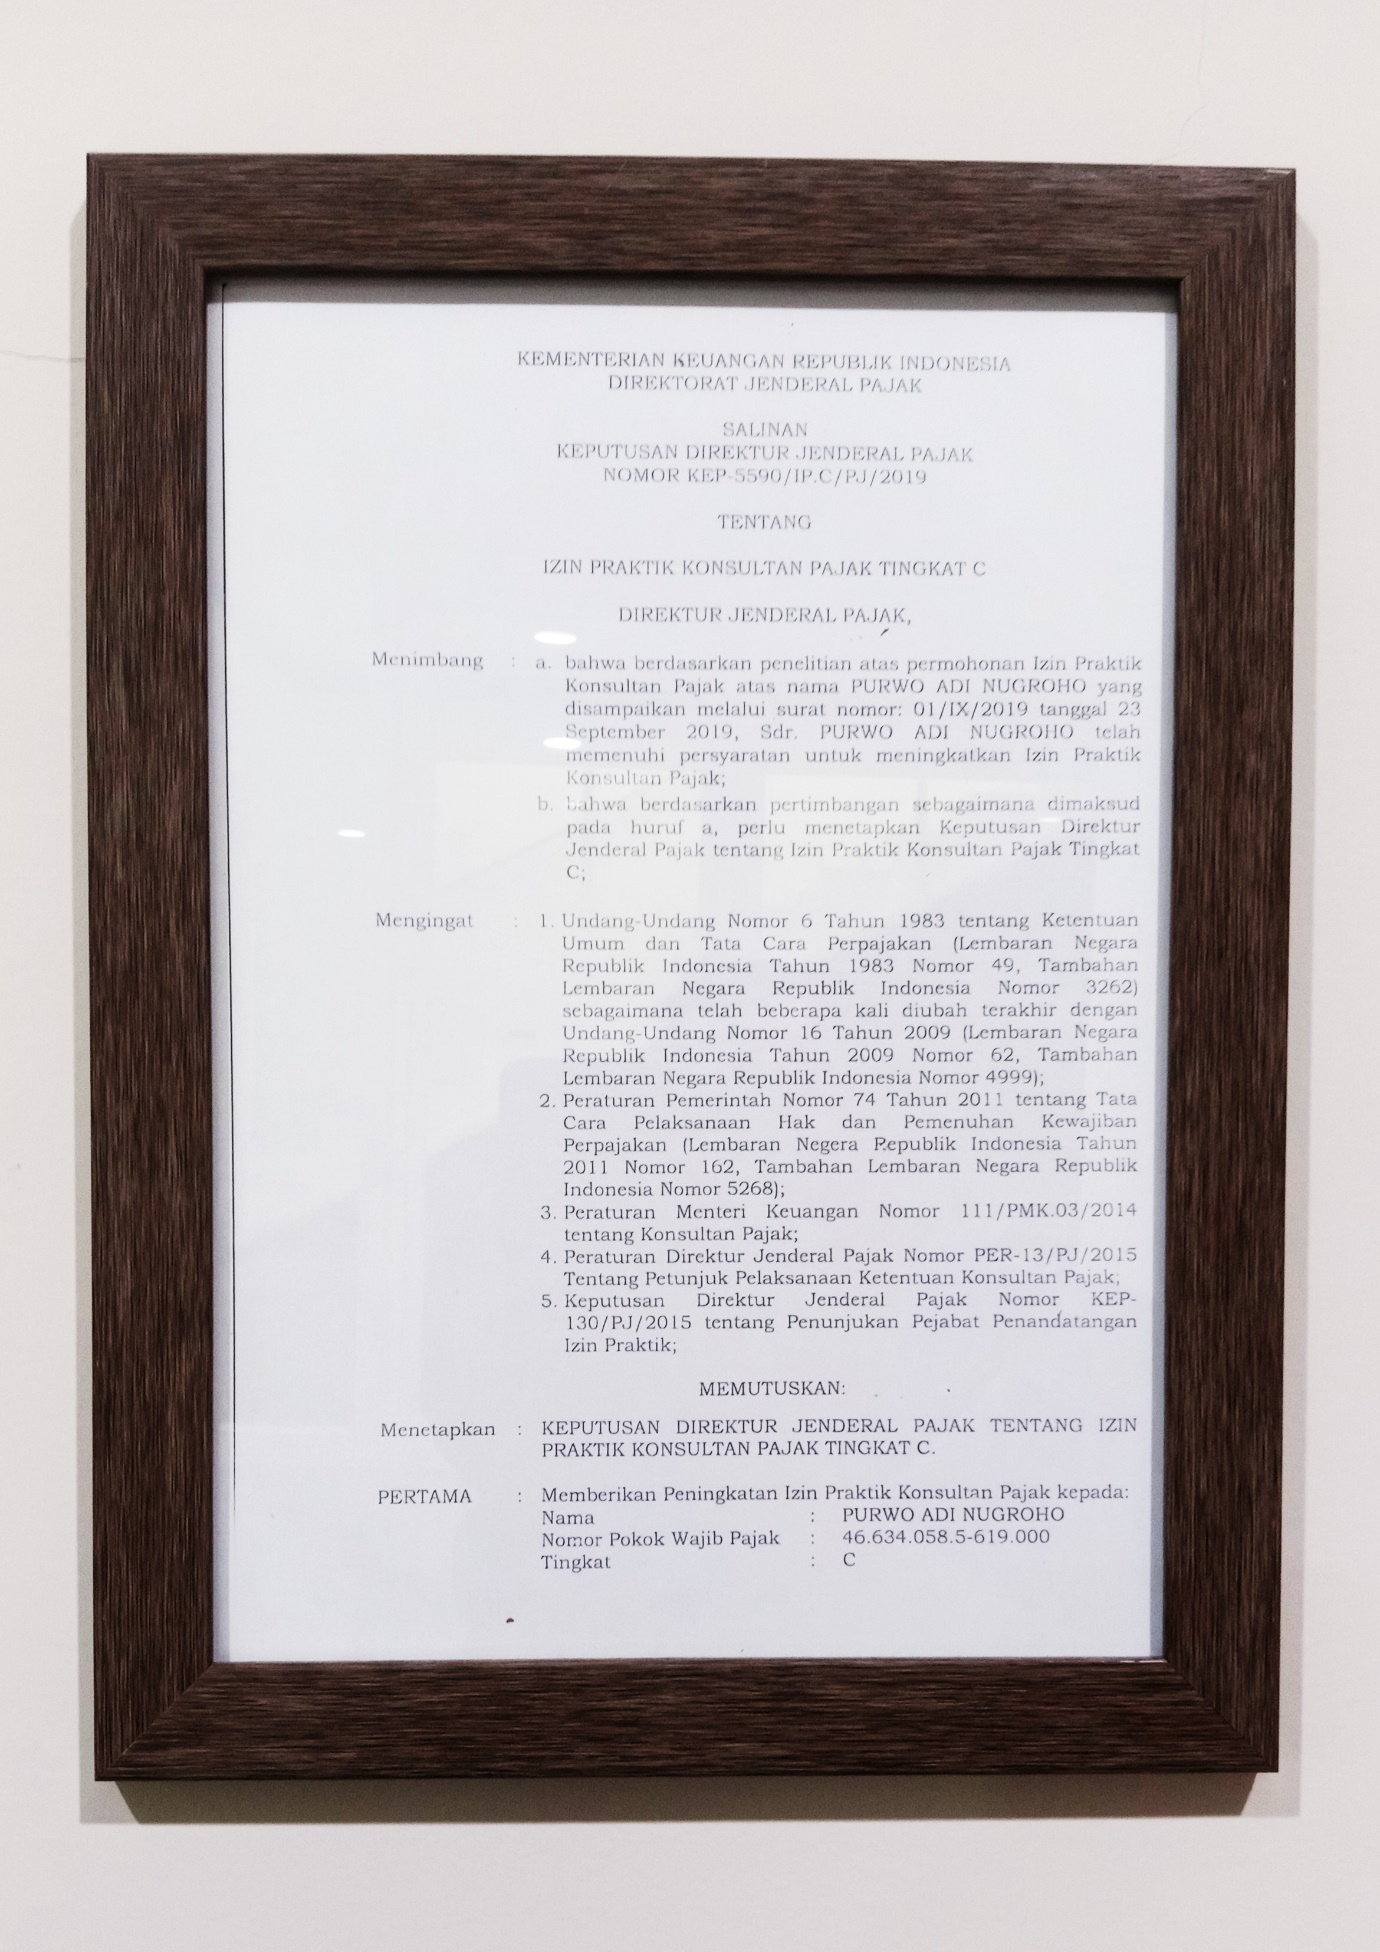 KEMENTERIAN KEUANGAN REPUBLIK INDONESIA
DIREKTORAT JENDERAL PAJAK
SALINAN
KEPUTUSAN DIREKTUR JENDERAL PAJAK
NOMOR KEP-5590/IP.C/PJ/2019
TENTANG
IZIN PRAKTIK KONSULTAN PAJAK TINGKAT C
DIREKTUR JENDERAL PAJAK,
Menimbang : a. bahwa berdasarkan penelitian atas permohonan Izin Praktik
Konsultan Pajak atas nama PURWO ADI NUGROHO yang
disampaikan melalui surat nomor: 01/IX/2019 tanggal 23
September 2019, Sdr. PURWO ADI NUGROHO telah
memenuhi persyaratan untuk meningkatkan Izin Praktik
Konsultan Pajak;
b. bahwa berdasarkan pertimbangan sebagaimana dimaksud
pada huruf a, perlu menetapkan Keputusan Direktur
Jenderal Pajak tentang Izin Praktik Konsultan Pajak Tingkat
C;
Mengingat : 1. Undang-Undang Nomor 6 Tahun 1983 tentang Ketentuan
Umum dan Tata Cara Perpajakan (Lembaran Negara
Republik Indonesia Tahun 1983 Nomor 49, Tambahan
Lembaran Negara Republik Indonesia Nomor 3262)
sebagaimana telah beberapa kali diubah terakhir dengan
Undang-Undang Nomor 16 Tahun 2009 (Lembaran Negara
Republik Indonesia Tahun 2009 Nomor 62, Tambahan
Lembaran Negara Republik Indonesia Nomor 4999);
2. Peraturan Pemerintah Nomor 74 Tahun 2011 tentang Tata
Cara Pelaksanaan Hak dan Pemenuhan Kewajiban
Perpajakan (Lembaran Negera Republik Indonesia Tahun
2011 Nomor 162, Tambahan Lembaran Negara Republik
Indonesia Nomor 5268);
3. Peraturan Menteri Keuangan Nomor 111/PMK.03/2014
tentang Konsultan Pajak;
4. Peraturan Direktur Jenderal Pajak Nomor PER-13/PJ/2015
Tentang Petunjuk Pelaksanaan Ketentuan Konsultan Pajak;
5. Keputusan Direktur Jenderal Pajak Nomor KEP-
130/PJ/2015 tentang Penunjukan Pejabat Penandatangan
Izin Praktik;
MEMUTUSKAN:
Menetapkan : KEPUTUSAN DIREKTUR JENDERAL PAJAK TENTANG IZIN
PRAKTIK KONSULTAN PAJAK TINGKAT C.
PERTAMA : Memberikan Peningkatan Izin Praktik Konsultan Pajak kepada:
Nama : PURWO ADI NUGROHO
Nomor Pokok Wajib Pajak : 46.634.058.5-619.000
Tingkat : C